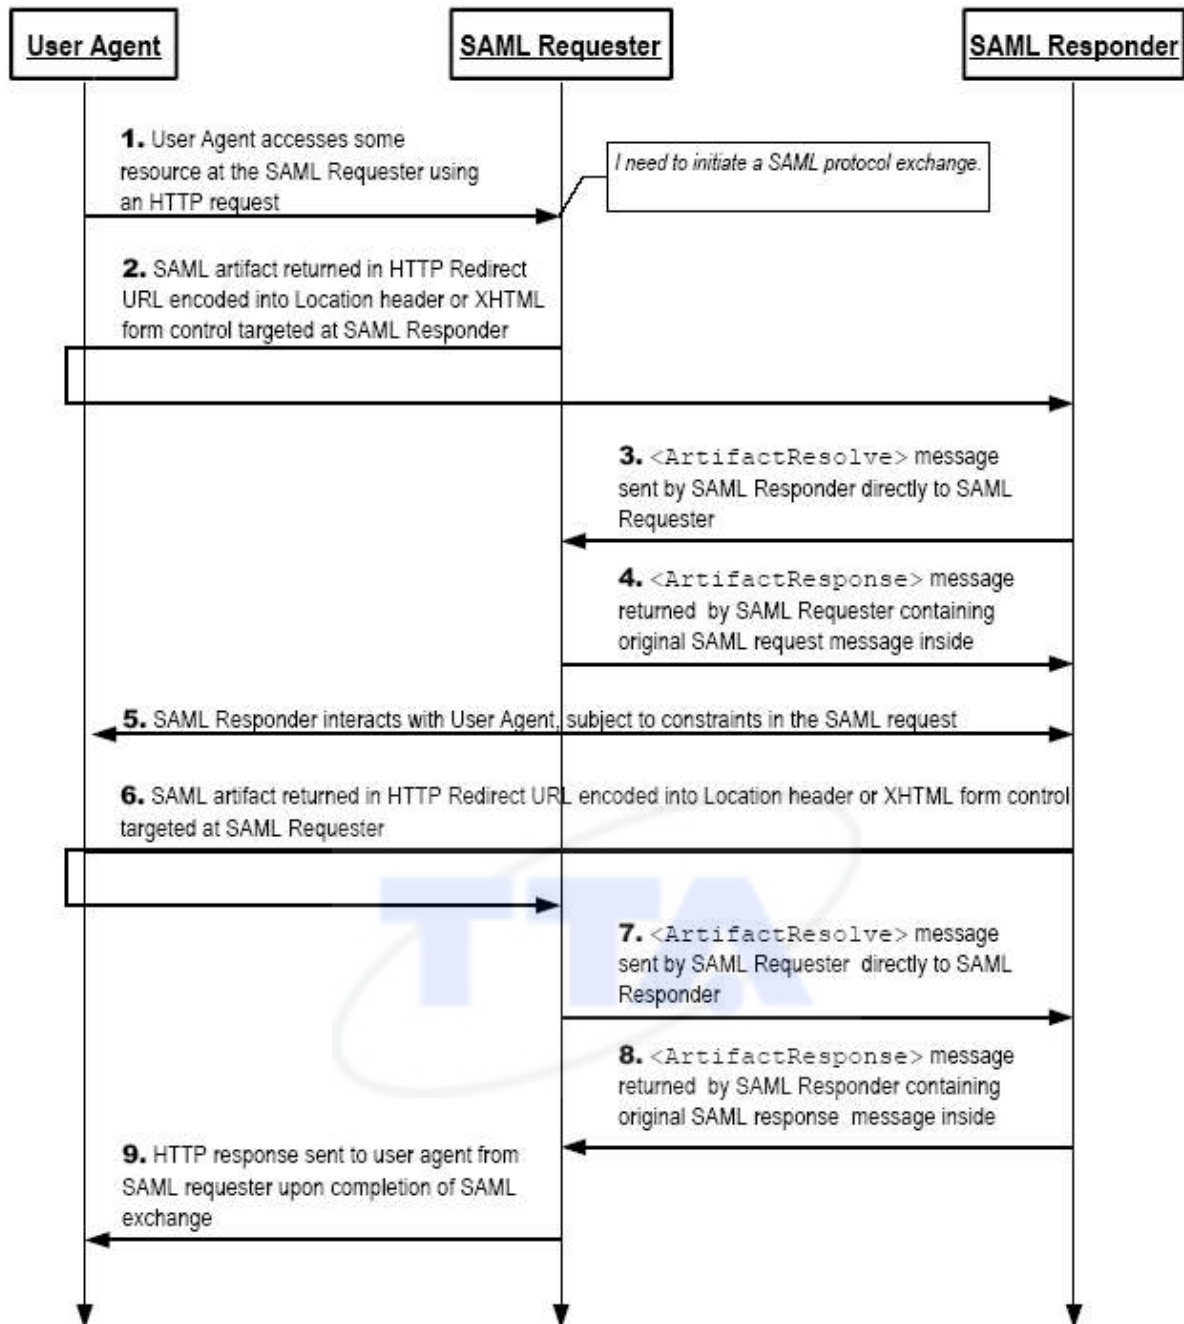 User Agent
SAML Requester
SAML Responder
1. User Agent accesses some
resource at the SAML Requester using
an HTTP request
I need to initiate a SAML protocol exchange.
2. SAML artifact returned in HTTP Redirect
URL encoded into Location header or XHTML
form control targeted at SAML Responder
3. <ArtifactResolve> message
sent by SAML Responder directly to SAML
Requester
4. <ArtifactResponse> message
returned by SAML Requester containing
original SAML request message inside
5. SAML Responder interacts with User Agent, subject to constraints in the SAML request
6. SAML artifact returned in HTTP Redirect URL encoded into Location header or XHTML form control
targeted at SAML Requester
TTA
7. <ArtifactResolve> message
sent by SAML Requester directly to SAML
Responder
8. <ArtifactResponse> message
returned by SAML Responder containing
original SAML response message inside
9. HTTP response sent to user agent from
SAML requester upon completion of SAML
exchange